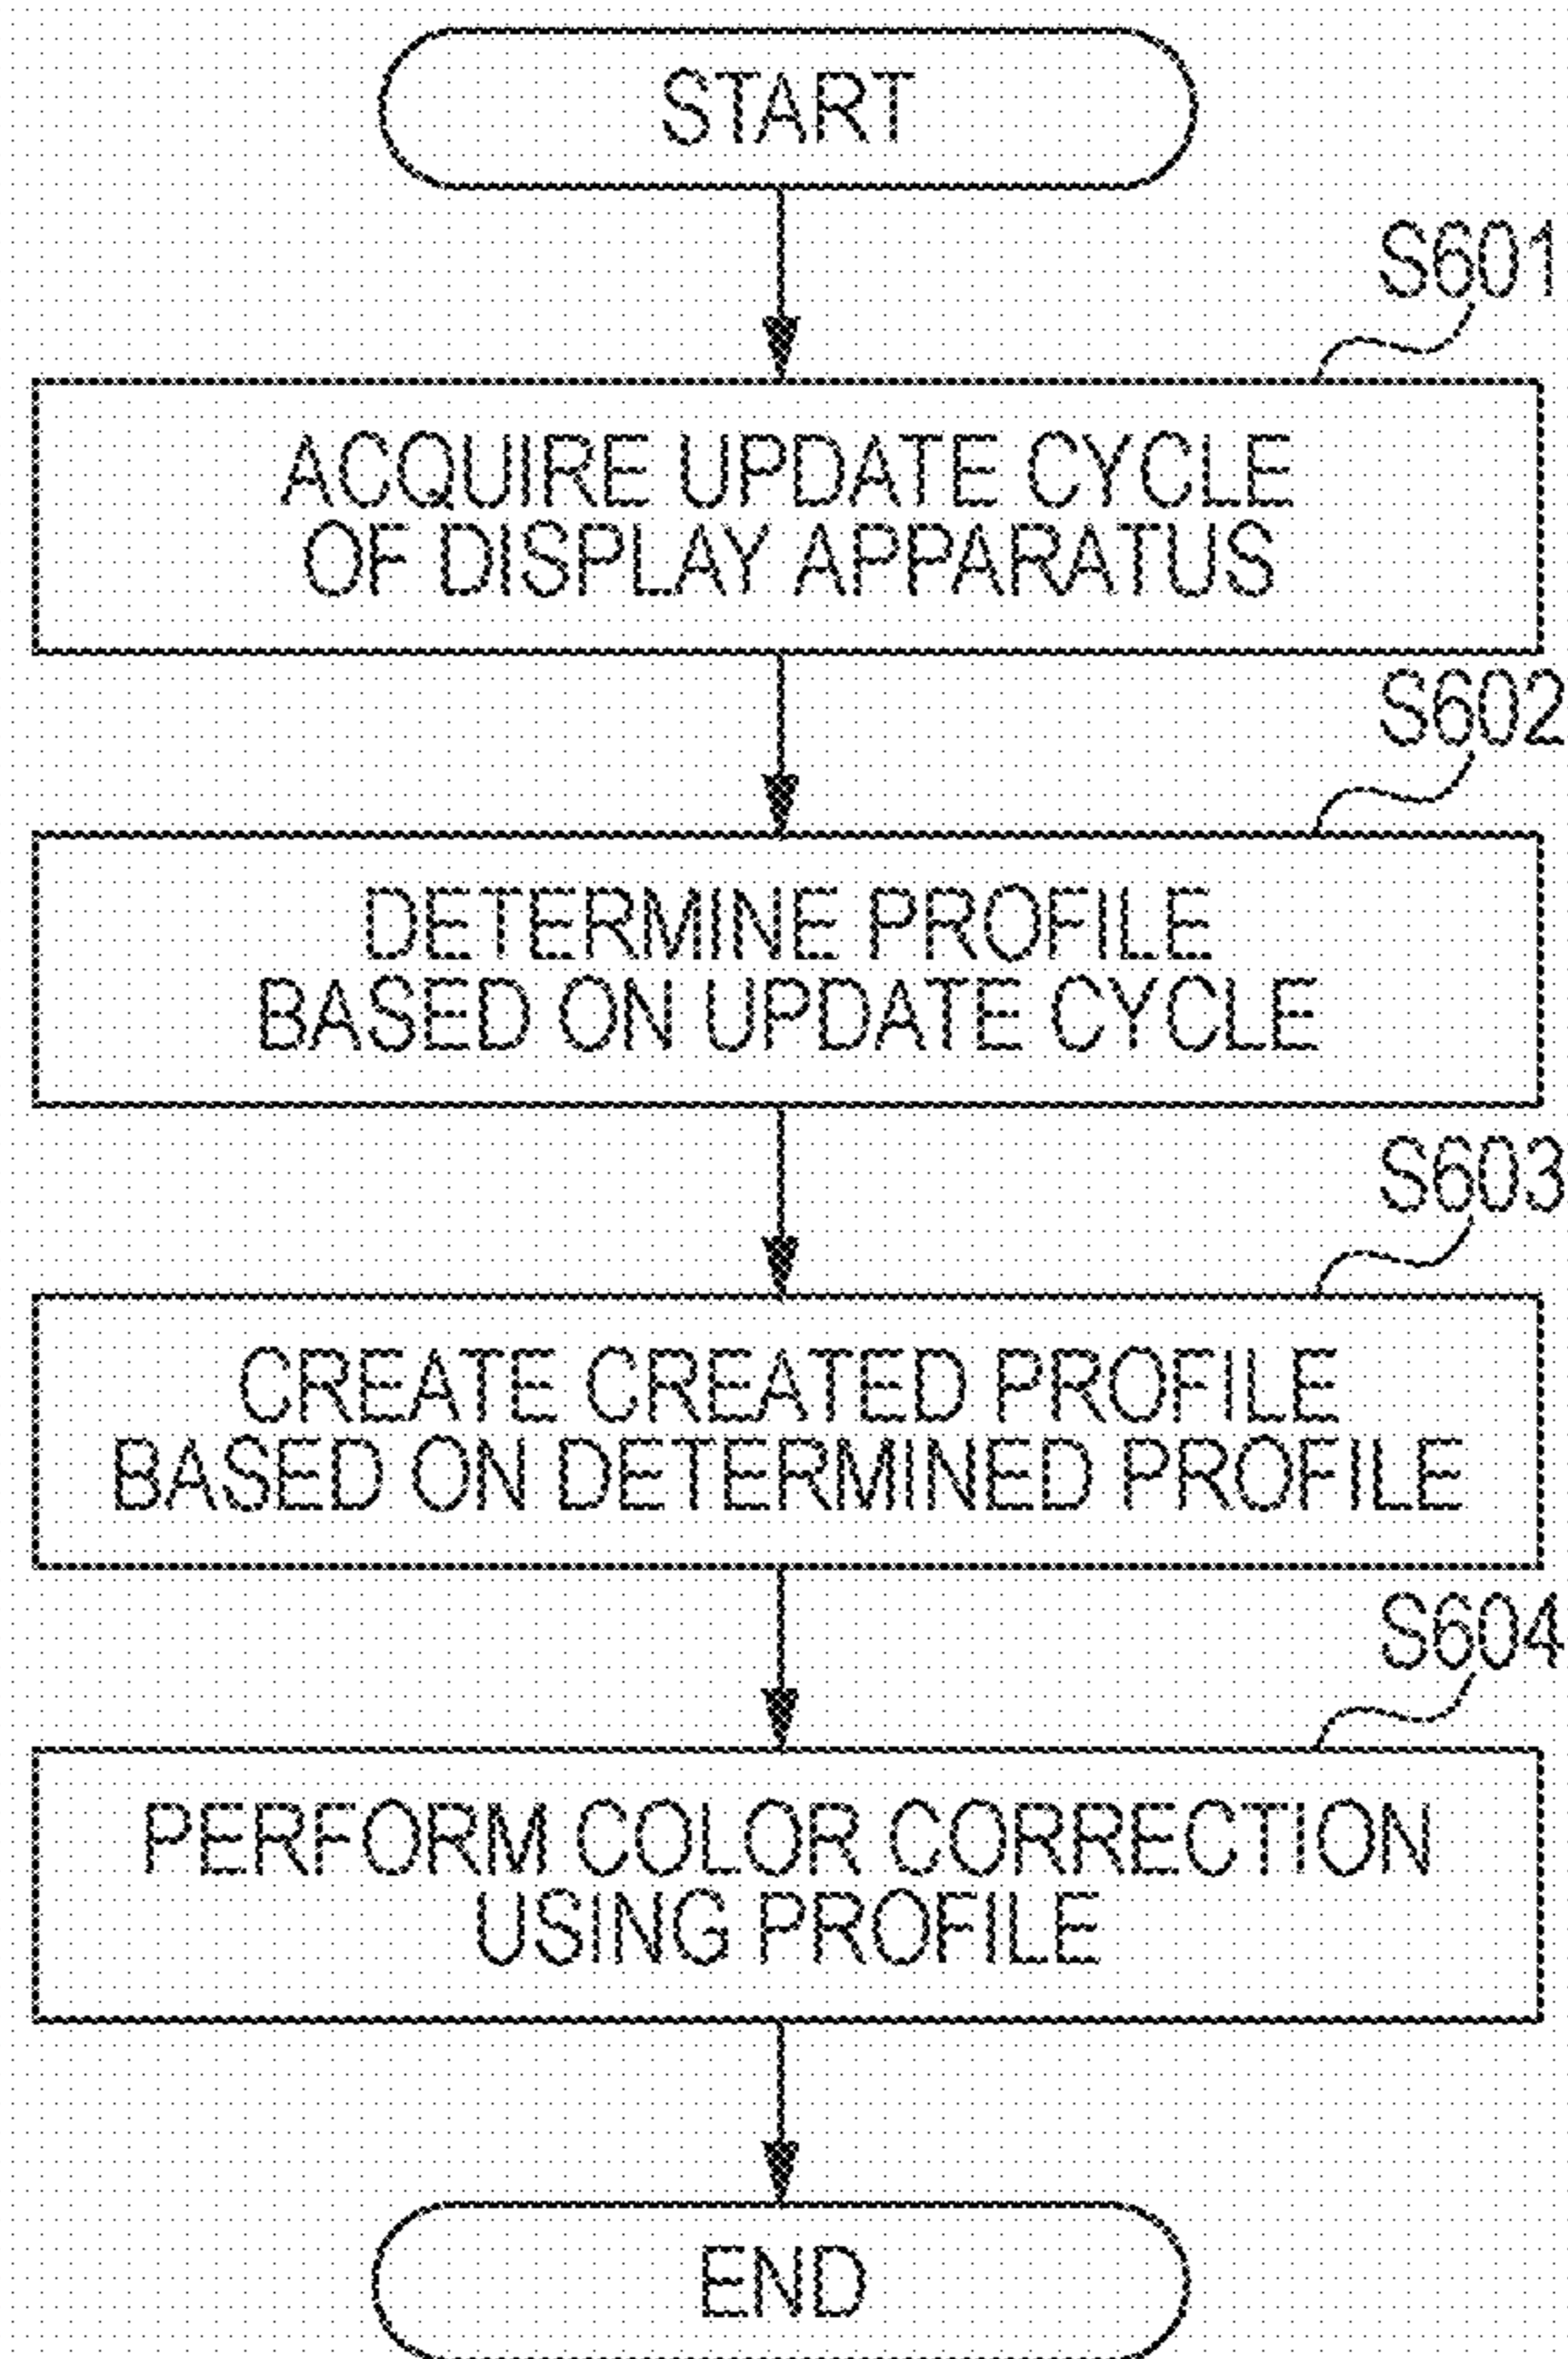 START
S601
ACQUIRE UPDATE CYCLE
OF DISPLAY APPARATUS
S602
DETERMINE PROFILE
BASED ON UPDATE CYCLE
S603
CREATE CREATED PROFILE
BASED ON DETERMINED PROFILE
S604
PERFORM COLOR CORRECTION
USING PROFILE
END